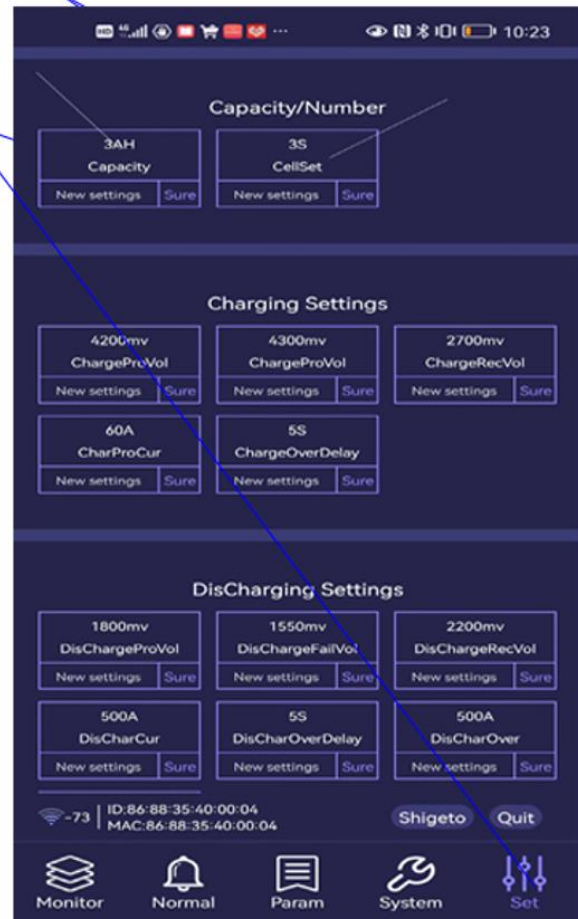 HD 4G 10:23
Capacity/Number
3AH 3S
Capacity CellSet
New settings Sure New settings Sure
Charging Settings
4200mv 4300mv 2700mv
ChargeProVol ChargeProVol ChargeRecVol
New settings Sure New settings Sure New settings Sure
60A 5S
CharProCur ChargeOverDelay
New settings Sure New settings Sure
DisCharging Settings
1800mv 1550mv 2200mv
DisChargeProVol DisChargeFailVol DisChargeRecVol
New settings Sure New settings Sure New settings Sure
500A 5S 500A
DisCharCur DisCharOverDelay DisCharOver
New settings Sure New settings Sure New settings Sure
-73 ID:86:88:35:40:00:04 Shigeto Quit
MAC:86:88:35:40:00:04
Monitor Normal Param System Set